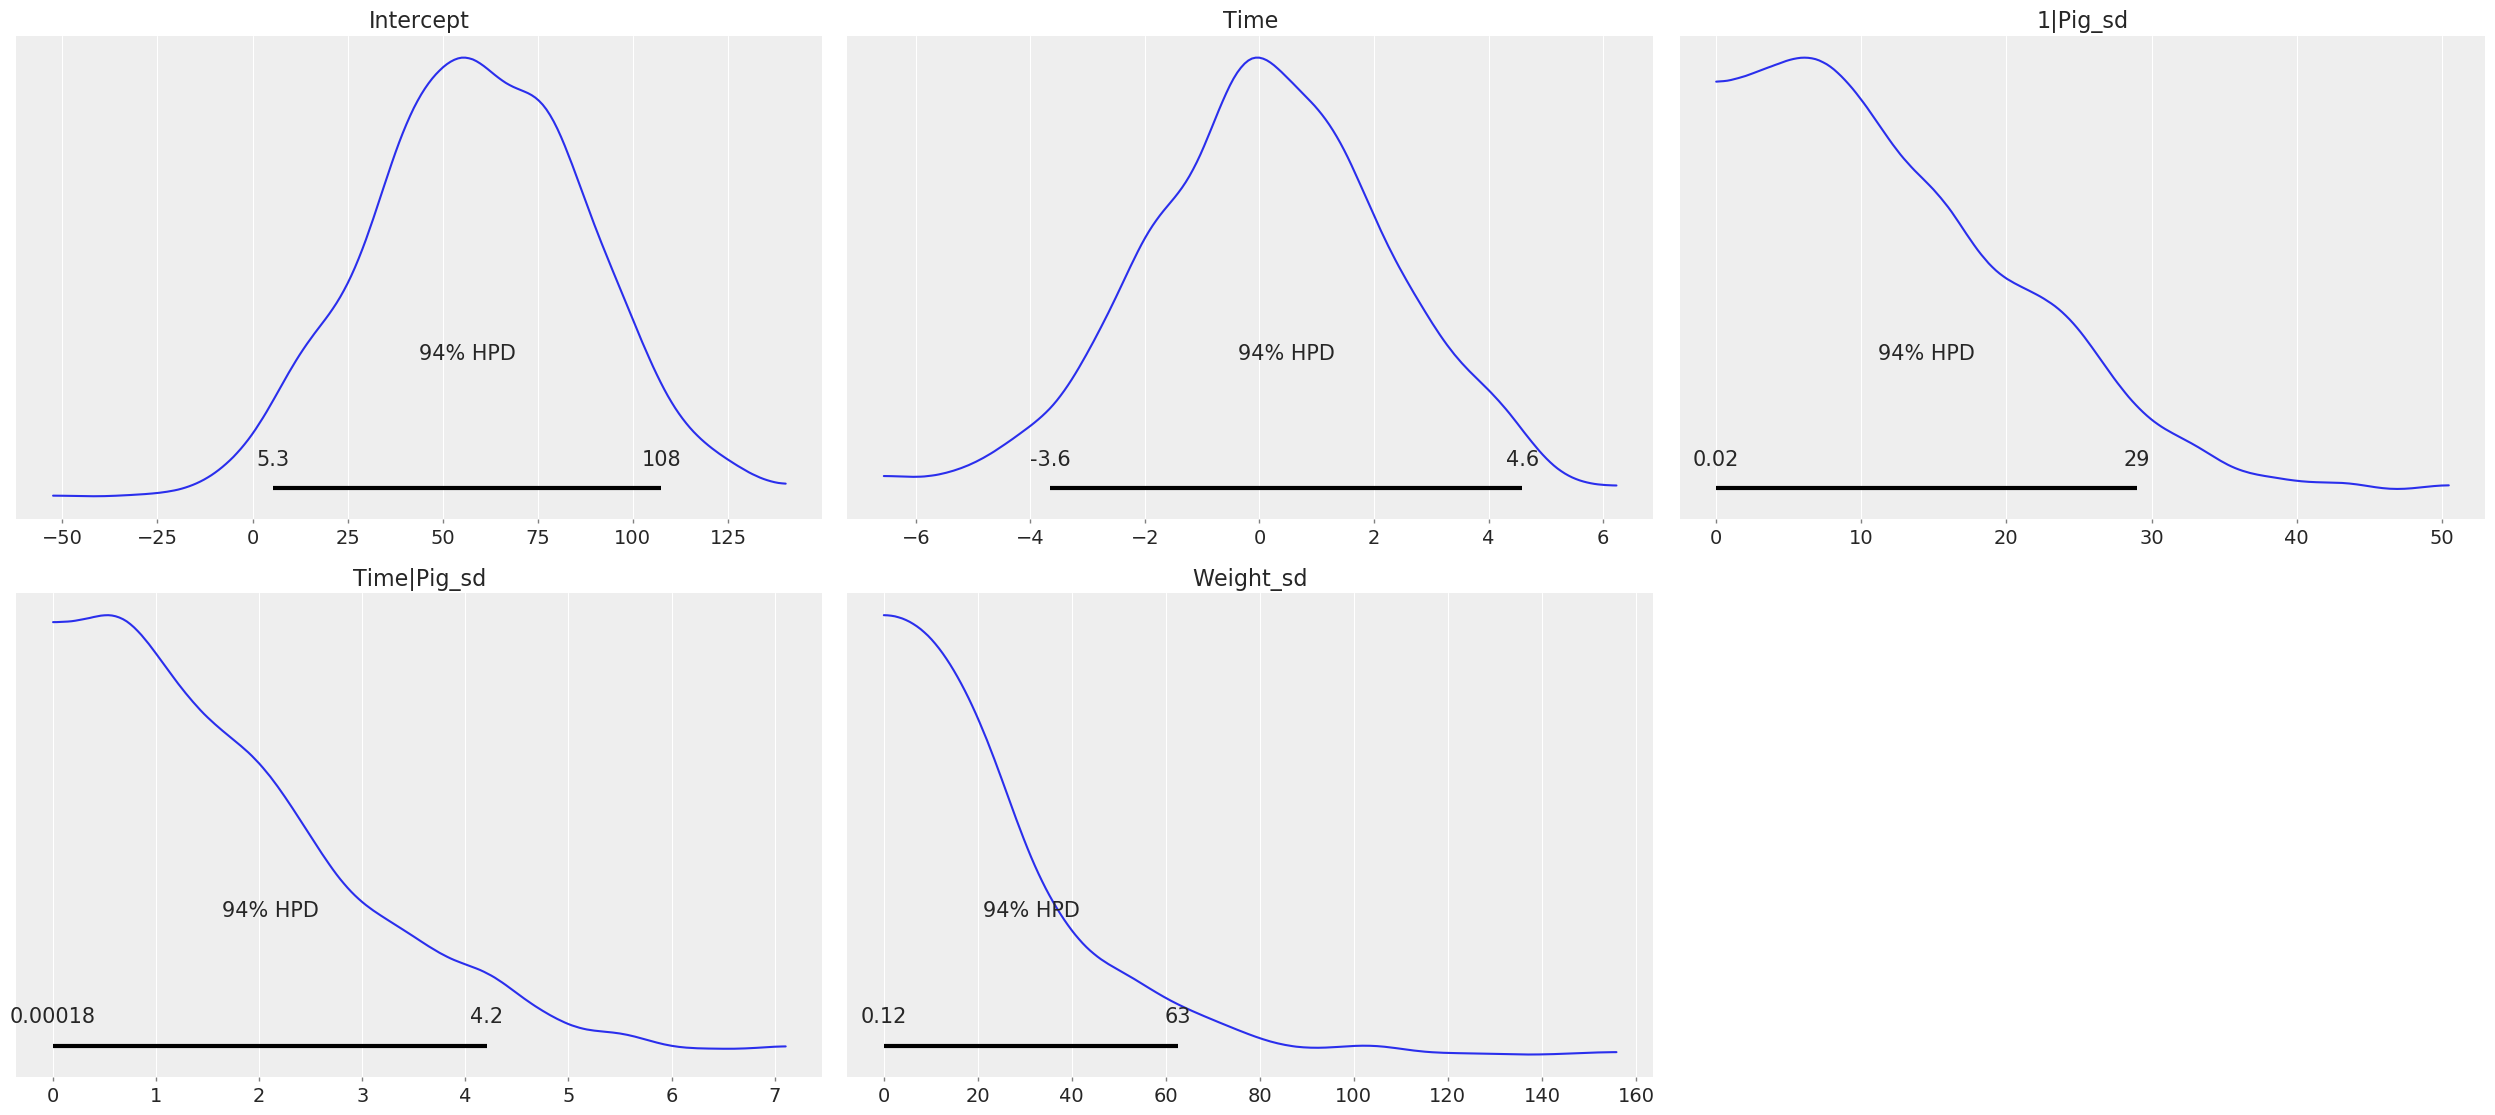 Intercept
94% HPD
5.3 108
−50 −25 0 25 50 75 100 125
Time
94% HPD
-3.6 4.6
−6 −4 −2 0 2 4 6
1|Pig_sd
94% HPD
0.02 29
0 10 20 30 40 50
Time|Pig_sd
94% HPD
0.00018 4.2
0 1 2 3 4 5 6 7
Weight_sd
94% HPD
0.12 63
0 20 40 60 80 100 120 140 160